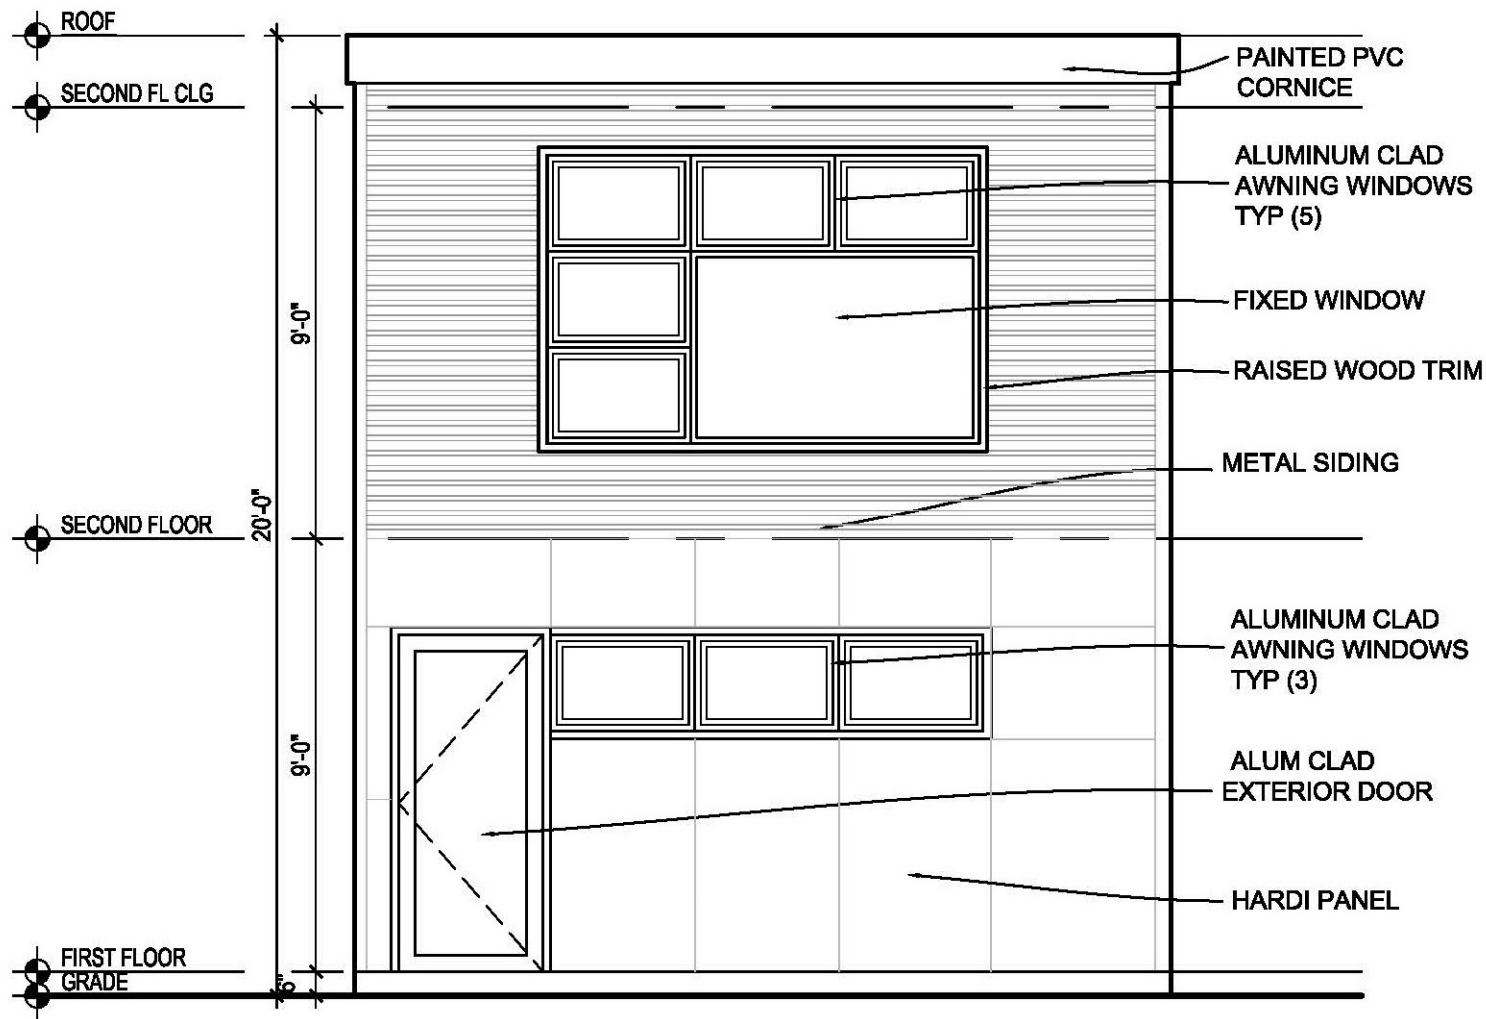 ROOF
PAINTED PVC
CORNICE
SECOND FL CLG
ALUMINUM CLAD
AWNING WINDOWS
TYP (5)
FIXED WINDOW
9'-0"
RAISED WOOD TRIM
METAL SIDING
20'-0"
SECOND FLOOR
ALUMINUM CLAD
AWNING WINDOWS
TYP (3)
9'-0"
ALUM CLAD
EXTERIOR DOOR
HARDI PANEL
FIRST FLOOR
GRADE
6"